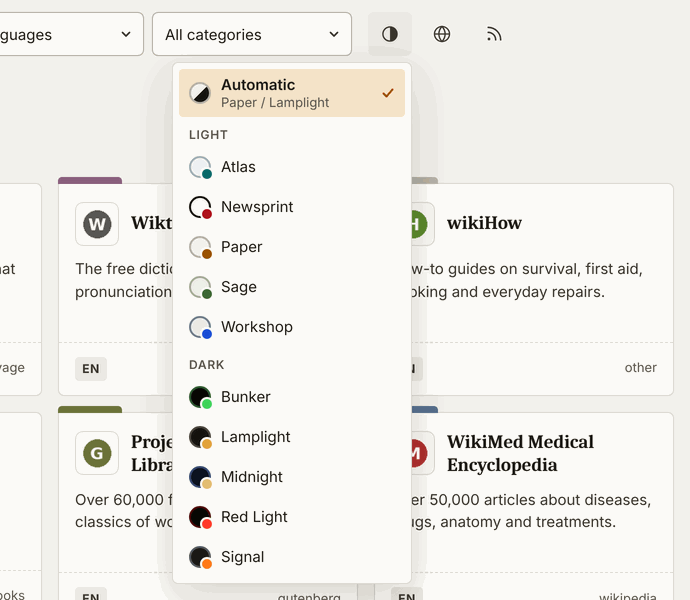 guages
All categories
Automatic
Paper / Lamplight
LIGHT
Atlas
Newsprint
Paper
Sage
Workshop
DARK
Bunker
Lamplight
Midnight
Red Light
Signal
at
yage
W
Wikt
The free dictio
pronunciation
EN
H
wikiHow
w-to guides on survival, first aid,
oking and everyday repairs.
N
other
ooks
G
Proje
Libra
Over 60,000 f
classics of wo
EN
gutenberg
M
WikiMed Medical
Encyclopedia
er 50,000 articles about diseases,
ugs, anatomy and treatments.
EN
wikipedia